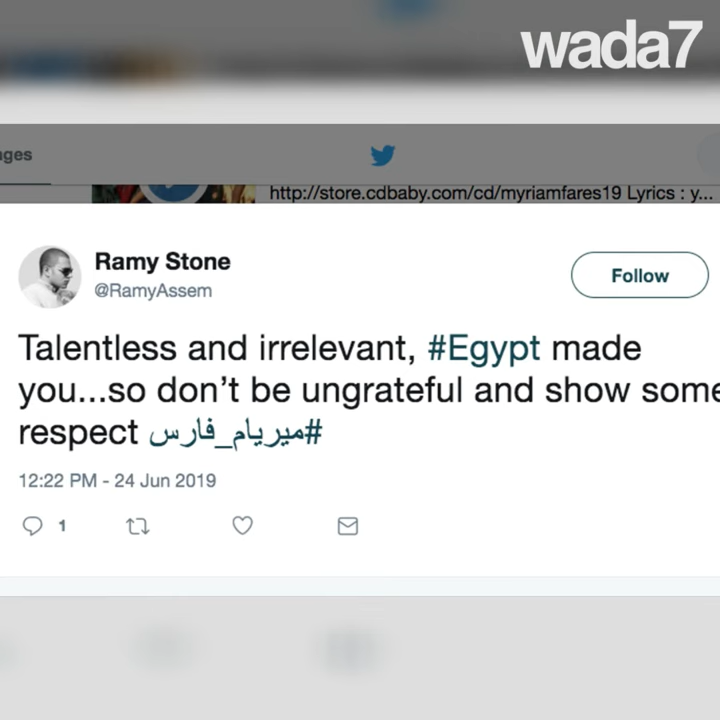 wada7
ges
http://store.cdbaby.com/cd/myriamfares19 Lyrics : y...
Ramy Stone
@RamyAssem
Follow
Talentless and irrelevant, #Egypt made
you...so don't be ungrateful and show some
respect #ميريام_فارس
12:22 PM - 24 Jun 2019
1